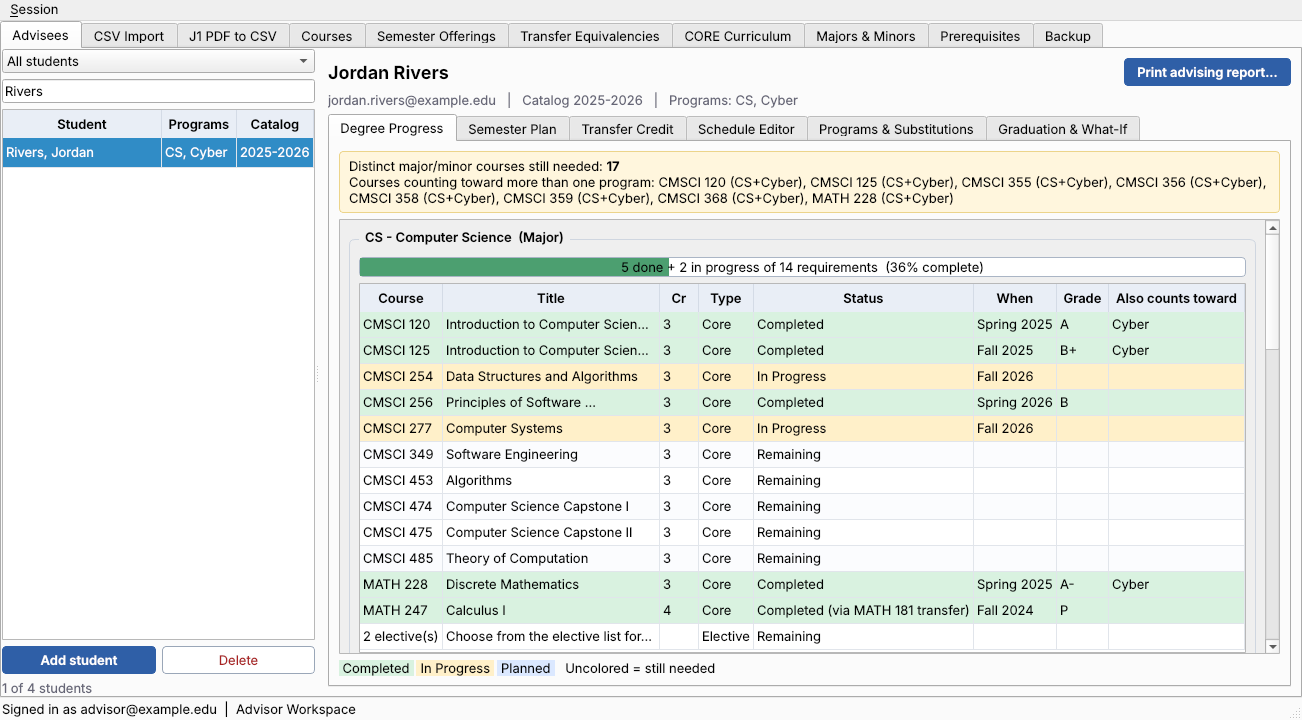 Session
Advisees CSV Import J1 PDF to CSV Courses Semester Offerings Transfer Equivalencies CORE Curriculum Majors & Minors Prerequisites Backup
All students
Rivers
Student Programs Catalog
Rivers, Jordan CS, Cyber 2025-2026
Add student Delete
1 of 4 students
Jordan Rivers
Print advising report...
jordan.rivers@example.edu | Catalog 2025-2026 | Programs: CS, Cyber
Degree Progress Semester Plan Transfer Credit Schedule Editor Programs & Substitutions Graduation & What-If
Distinct major/minor courses still needed: 17
Courses counting toward more than one program: CMSCI 120 (CS+Cyber), CMSCI 125 (CS+Cyber), CMSCI 355 (CS+Cyber), CMSCI 356 (CS+Cyber),
CMSCI 358 (CS+Cyber), CMSCI 359 (CS+Cyber), CMSCI 368 (CS+Cyber), MATH 228 (CS+Cyber)
CS - Computer Science (Major)
5 done + 2 in progress of 14 requirements (36% complete)
Course Title Cr Type Status When Grade Also counts toward
CMSCI 120 Introduction to Computer Scien... 3 Core Completed Spring 2025 A Cyber
CMSCI 125 Introduction to Computer Scien... 3 Core Completed Fall 2025 B+ Cyber
CMSCI 254 Data Structures and Algorithms 3 Core In Progress Fall 2026
CMSCI 256 Principles of Software ... 3 Core Completed Spring 2026 B
CMSCI 277 Computer Systems 3 Core In Progress Fall 2026
CMSCI 349 Software Engineering 3 Core Remaining
CMSCI 453 Algorithms 3 Core Remaining
CMSCI 474 Computer Science Capstone I 3 Core Remaining
CMSCI 475 Computer Science Capstone II 3 Core Remaining
CMSCI 485 Theory of Computation 3 Core Remaining
MATH 228 Discrete Mathematics 3 Core Completed Spring 2025 A- Cyber
MATH 247 Calculus I 4 Core Completed (via MATH 181 transfer) Fall 2024 P
2 elective(s) Choose from the elective list for... Elective Remaining
Completed In Progress Planned Uncolored = still needed
Signed in as advisor@example.edu | Advisor Workspace